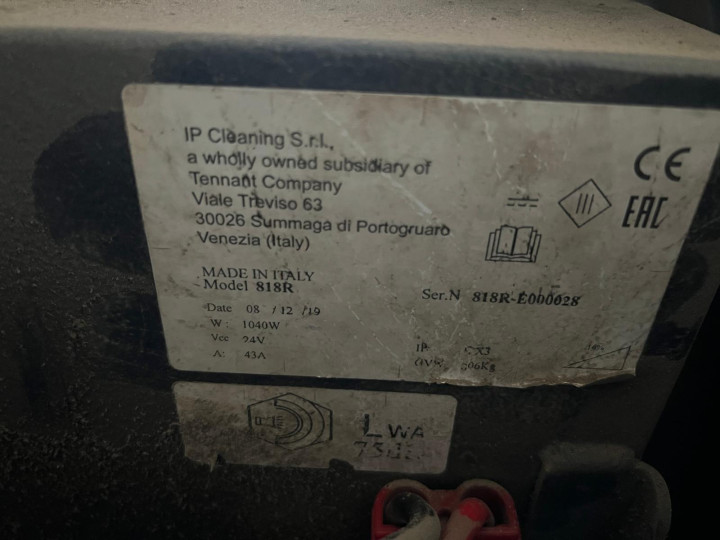 IP Cleaning S.r.l.,
a wholly owned subsidiary of
Tennant Company
Viale Treviso 63
30026 Summaga di Portogruaro
Venezia (Italy)
CE
EAC
III
MADE IN ITALY
Model 818R
Ser.N 818R-E000028
Date 08 / 12 / 19
W: 1040W
Vcc 24V
A: 43A
IP
LWA